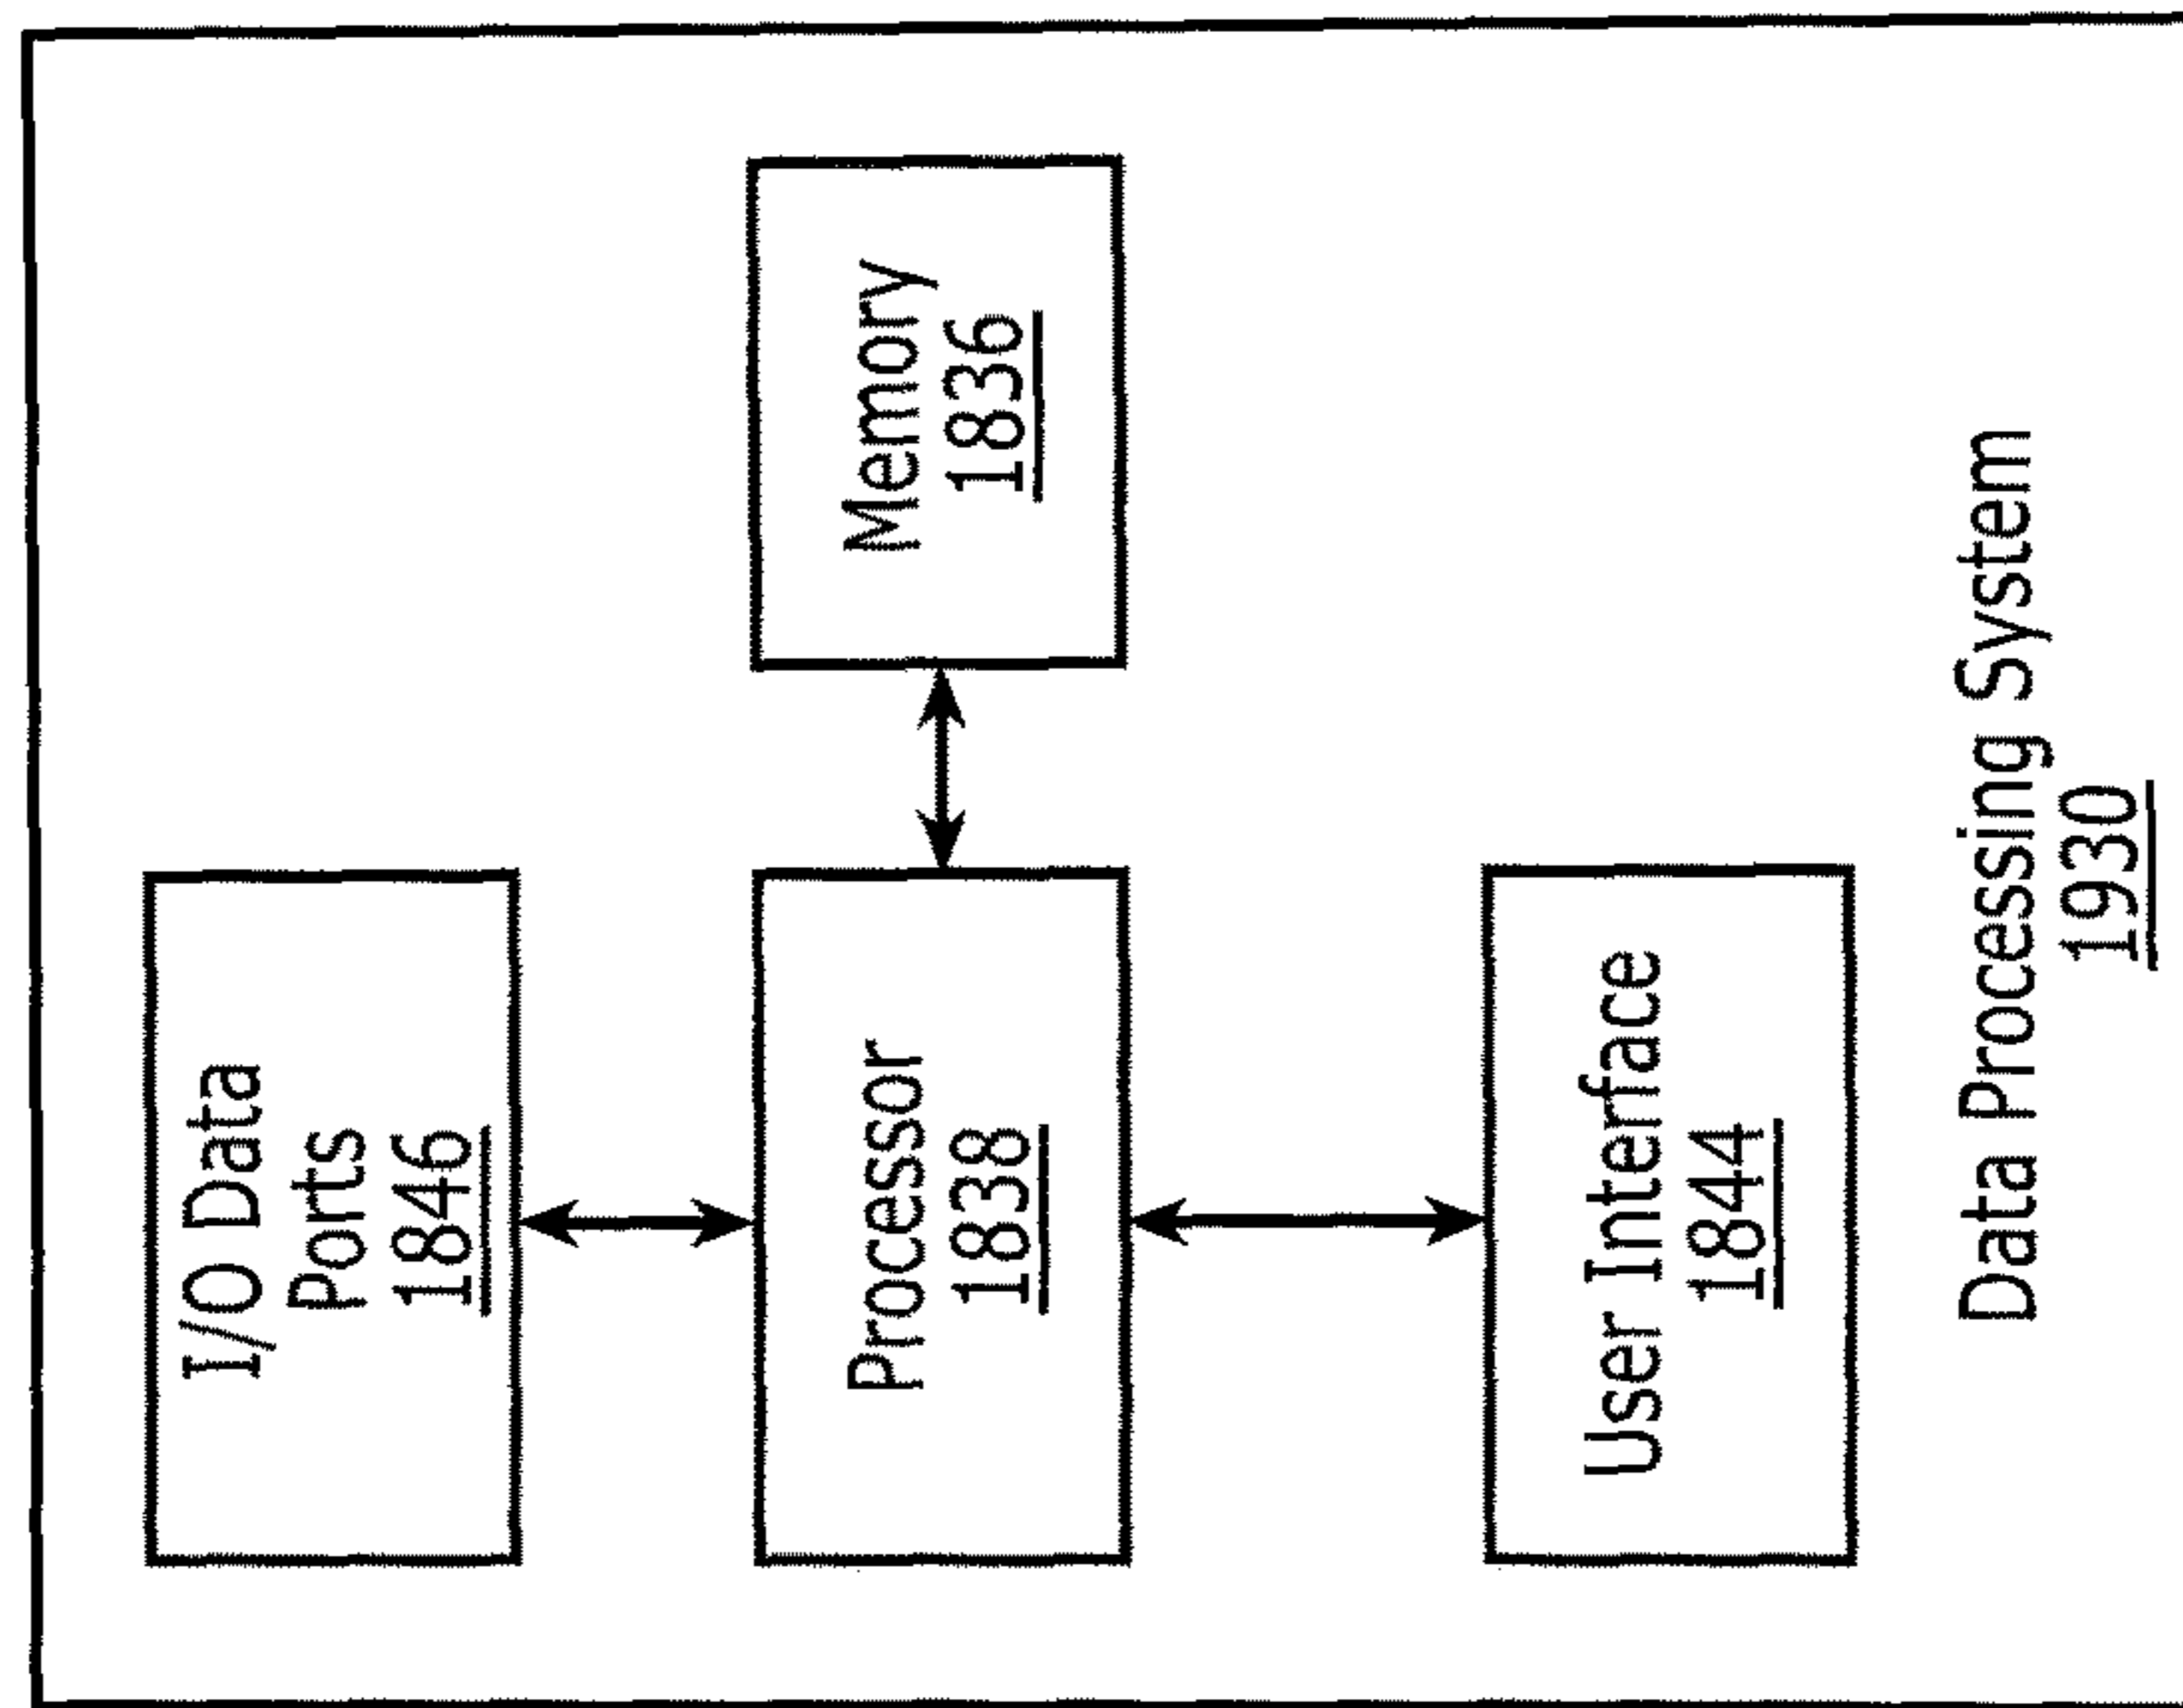 I/O Data
Ports
1846
Memory
1836
Processor
1838
User Interface
1844
Data Processing System
1930